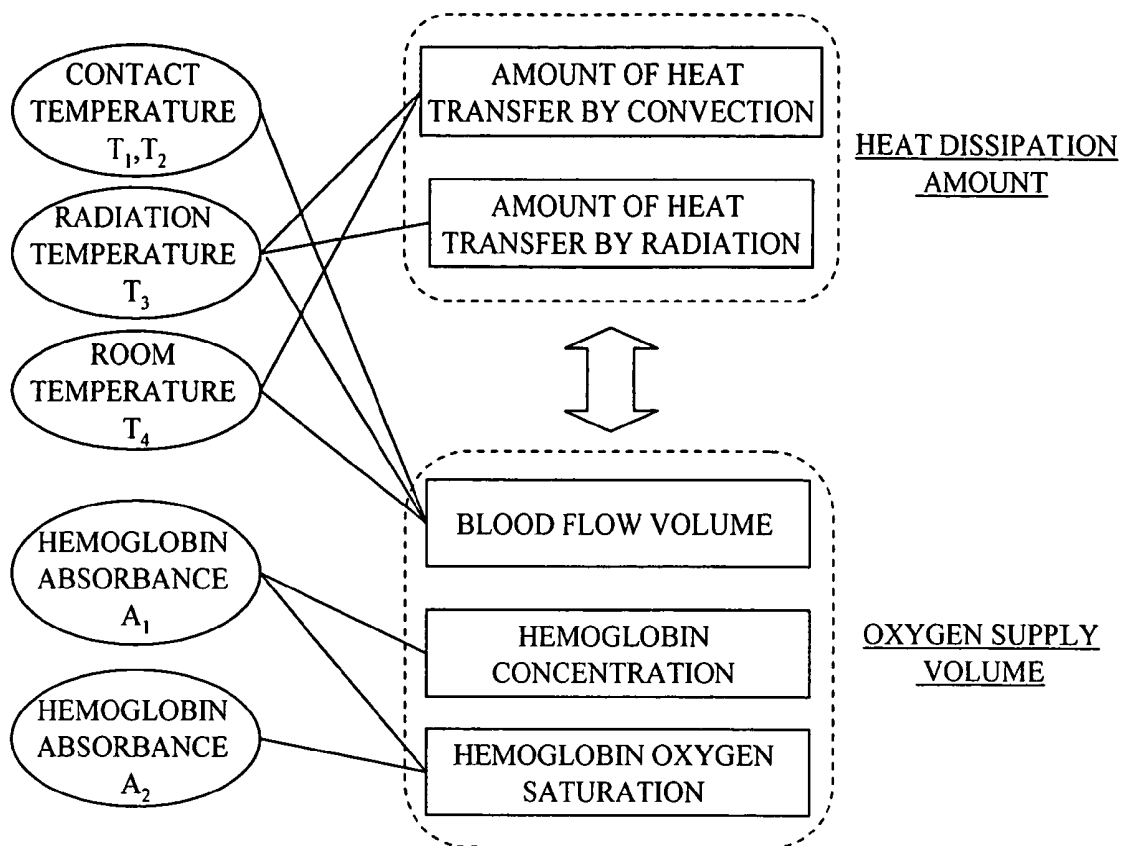 CONTACT
TEMPERATURE
T₁,T₂
RADIATION
TEMPERATURE
T₃
ROOM
TEMPERATURE
T₄
HEMOGLOBIN
ABSORBANCE
A₁
HEMOGLOBIN
ABSORBANCE
A₂
AMOUNT OF HEAT
TRANSFER BY CONVECTION
AMOUNT OF HEAT
TRANSFER BY RADIATION
HEAT DISSIPATION
AMOUNT
BLOOD FLOW VOLUME
HEMOGLOBIN
CONCENTRATION
HEMOGLOBIN OXYGEN
SATURATION
OXYGEN SUPPLY
VOLUME